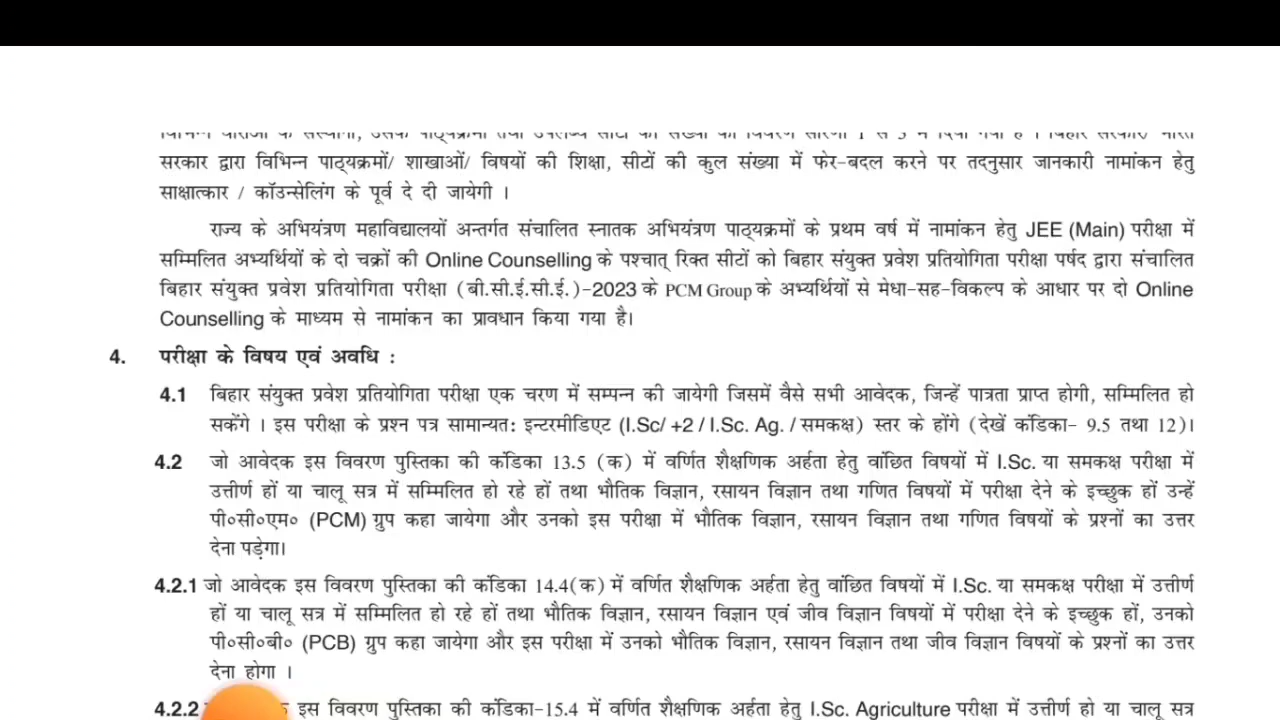 सरकार द्वारा विभिन्न पाठ्यक्रमों/ शाखाओं/ विषयों की शिक्षा, सीटों की कुल संख्या में फेर-बदल करने पर तदनुसार जानकारी नामांकन हेतु
साक्षात्कार / कॉउन्सेलिंग के पूर्व दे दी जायेगी ।
राज्य के अभियंत्रण महाविद्यालयों अन्तर्गत संचालित स्नातक अभियंत्रण पाठ्यक्रमों के प्रथम वर्ष में नामांकन हेतु JEE (Main) परीक्षा में
सम्मिलित अभ्यर्थियों के दो चक्रों की Online Counselling के पश्चात् रिक्त सीटों को बिहार संयुक्त प्रवेश प्रतियोगिता परीक्षा पर्षद द्वारा संचालित
बिहार संयुक्त प्रवेश प्रतियोगिता परीक्षा (बी.सी.ई.सी.ई.)-2023 के PCM Group के अभ्यर्थियों से मेधा-सह-विकल्प के आधार पर दो Online
Counselling के माध्यम से नामांकन का प्रावधान किया गया है।
4. परीक्षा के विषय एवं अवधि :
4.1 बिहार संयुक्त प्रवेश प्रतियोगिता परीक्षा एक चरण में सम्पन्न की जायेगी जिसमें वैसे सभी आवेदक, जिन्हें पात्रता प्राप्त होगी, सम्मिलित हो
सकेंगे । इस परीक्षा के प्रश्न पत्र सामान्यत: इन्टरमीडिएट (I.Sc/ +2 / I.Sc. Ag. / समकक्ष) स्तर के होंगे (देखें कंडिका- 9.5 तथा 12)।
4.2 जो आवेदक इस विवरण पुस्तिका की कंडिका 13.5 (क) में वर्णित शैक्षणिक अर्हता हेतु वांछित विषयों में I.Sc. या समकक्ष परीक्षा में
उत्तीर्ण हों या चालू सत्र में सम्मिलित हो रहे हों तथा भौतिक विज्ञान, रसायन विज्ञान तथा गणित विषयों में परीक्षा देने के इच्छुक हों उन्हें
पी०सी०एम० (PCM) ग्रुप कहा जायेगा और उनको इस परीक्षा में भौतिक विज्ञान, रसायन विज्ञान तथा गणित विषयों के प्रश्नों का उत्तर
देना पड़ेगा।
4.2.1 जो आवेदक इस विवरण पुस्तिका की कंडिका 14.4(क) में वर्णित शैक्षणिक अर्हता हेतु वांछित विषयों में I.Sc. या समकक्ष परीक्षा में उत्तीर्ण
हों या चालू सत्र में सम्मिलित हो रहे हों तथा भौतिक विज्ञान, रसायन विज्ञान एवं जीव विज्ञान विषयों में परीक्षा देने के इच्छुक हों, उनको
पी०सी०बी० (PCB) ग्रुप कहा जायेगा और इस परीक्षा में उनको भौतिक विज्ञान, रसायन विज्ञान तथा जीव विज्ञान विषयों के प्रश्नों का उत्तर
देना होगा ।
4.2.2 इस विवरण पुस्तिका की कंडिका-15.4 में वर्णित शैक्षणिक अर्हता हेतु I.Sc. Agriculture परीक्षा में उत्तीर्ण हों या चालू सत्र